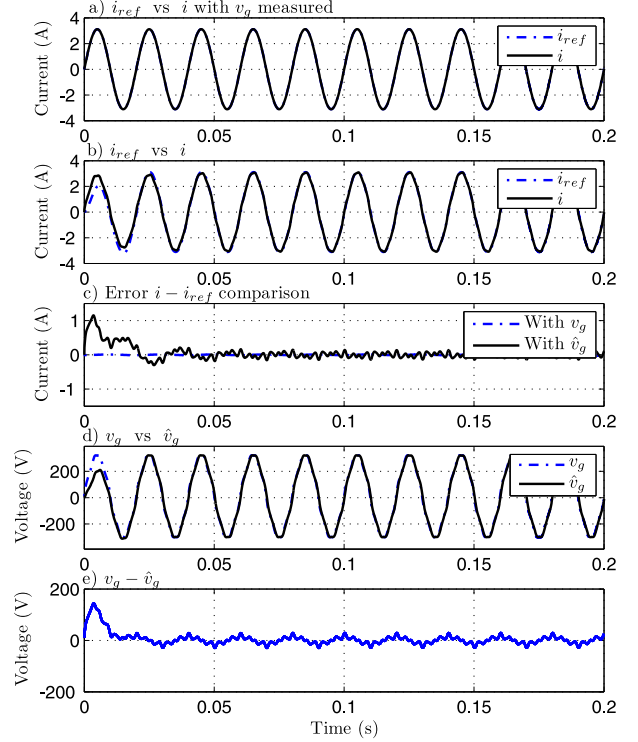 a) i_ref vs i with v_g measured
Current (A)
4
2
0
-2
-4
i_ref
i
0
0.05
0.1
0.15
0.2
b) i_ref vs i
Current (A)
4
2
0
-2
-4
i_ref
i
0
0.05
0.1
0.15
0.2
c) Error i − i_ref comparison
Current (A)
1
0
-1
With v_g
With v̂_g
0
0.05
0.1
0.15
0.2
d) v_g vs v̂_g
Voltage (V)
200
0
-200
v_g
v̂_g
0
0.05
0.1
0.15
0.2
e) v_g − v̂_g
Voltage (V)
200
0
-200
0
0.05
0.1
0.15
0.2
Time (s)